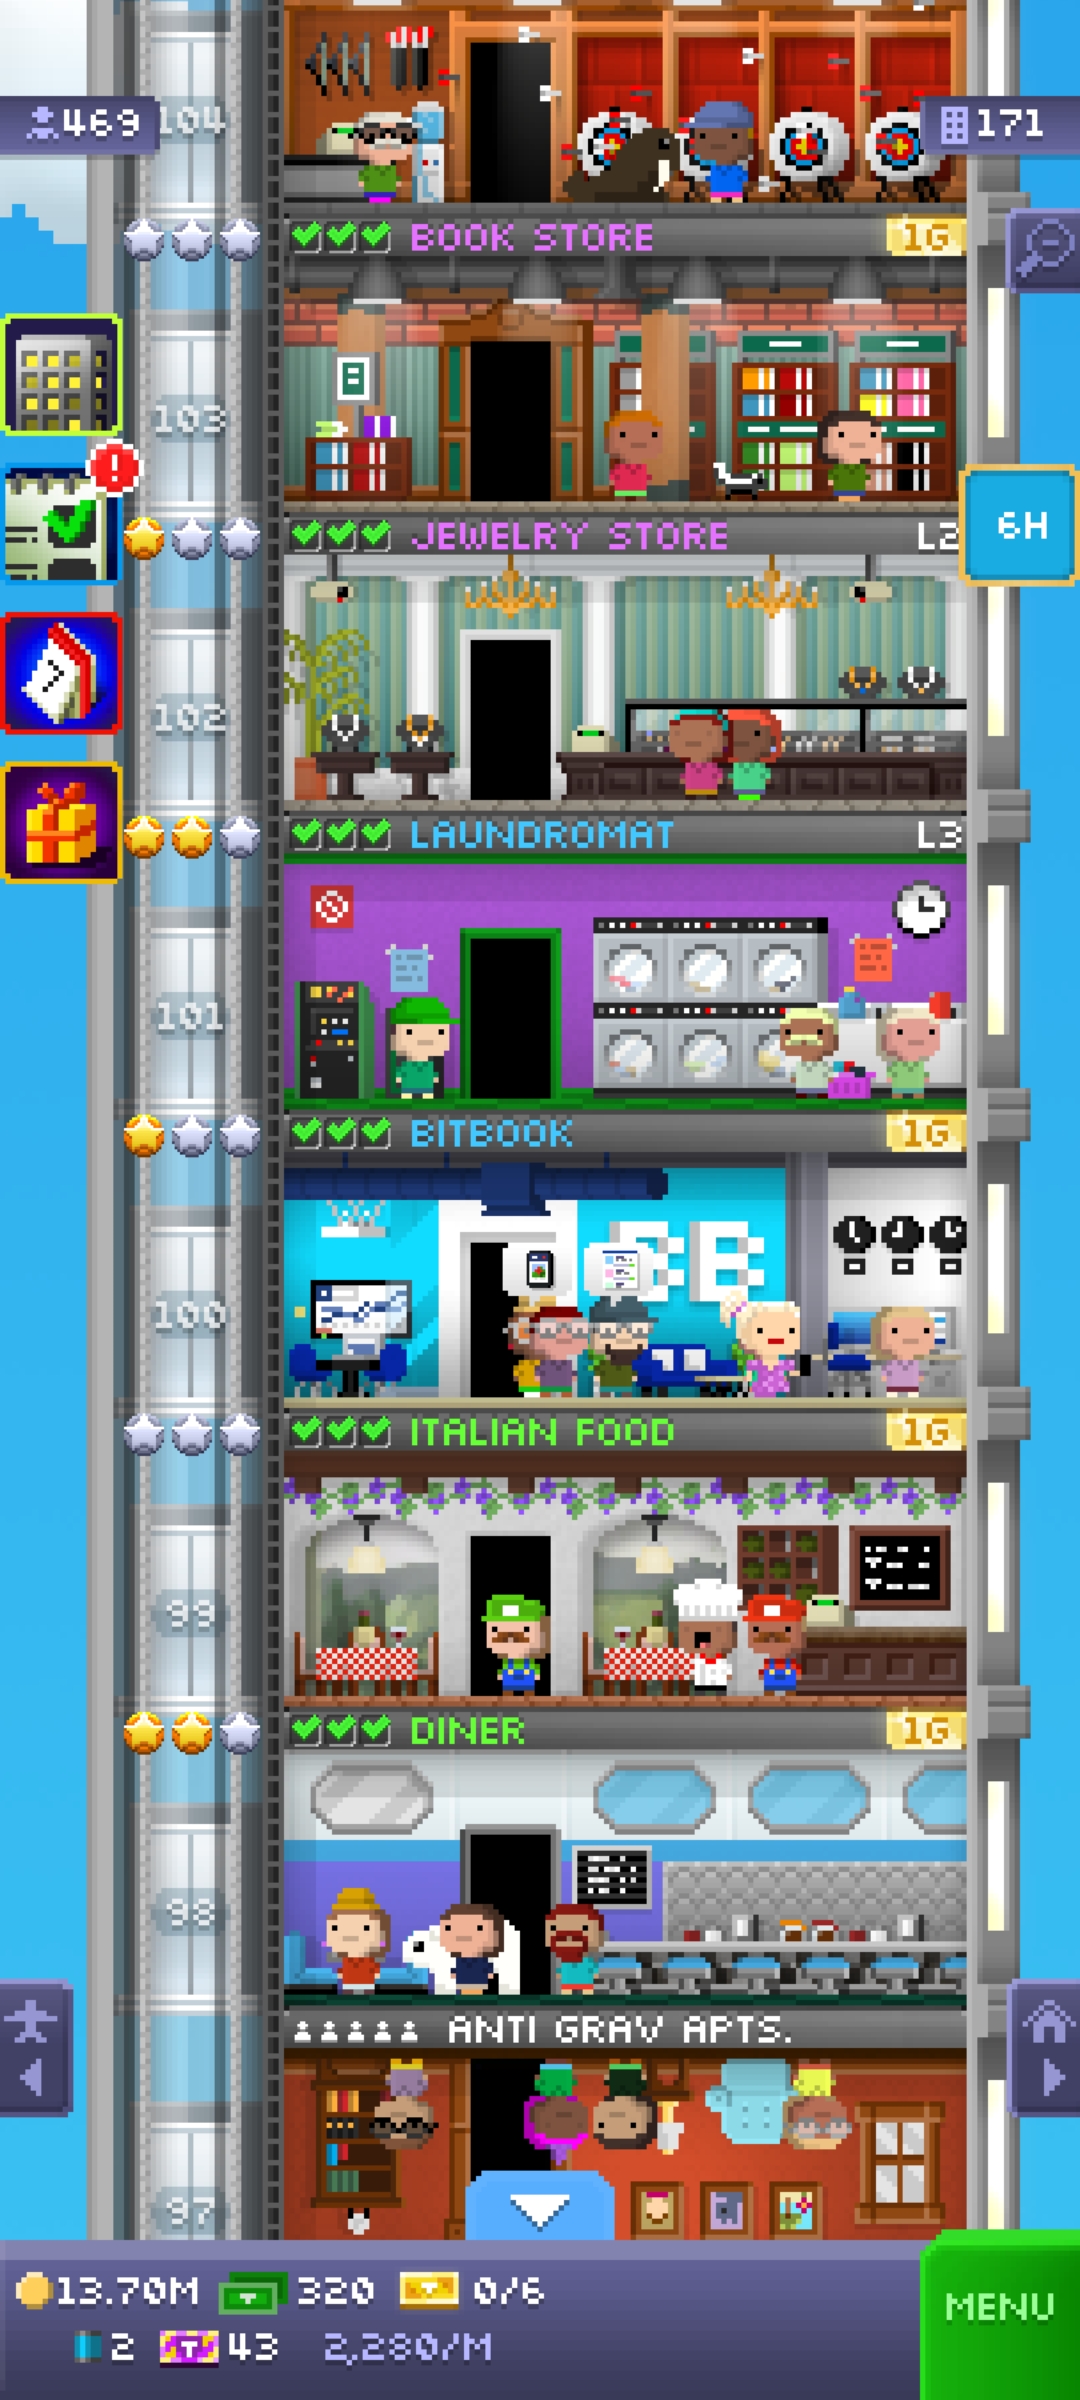 469
104
171
BOOK STORE
1G
103
JEWELRY STORE
L2
6H
102
LAUNDROMAT
L3
101
BITBOOK
1G
BB
100
ITALIAN FOOD
1G
99
DINER
1G
98
ANTI GRAV APTS.
97
13.70M
320
0/6
MENU
2
43
2,280/M